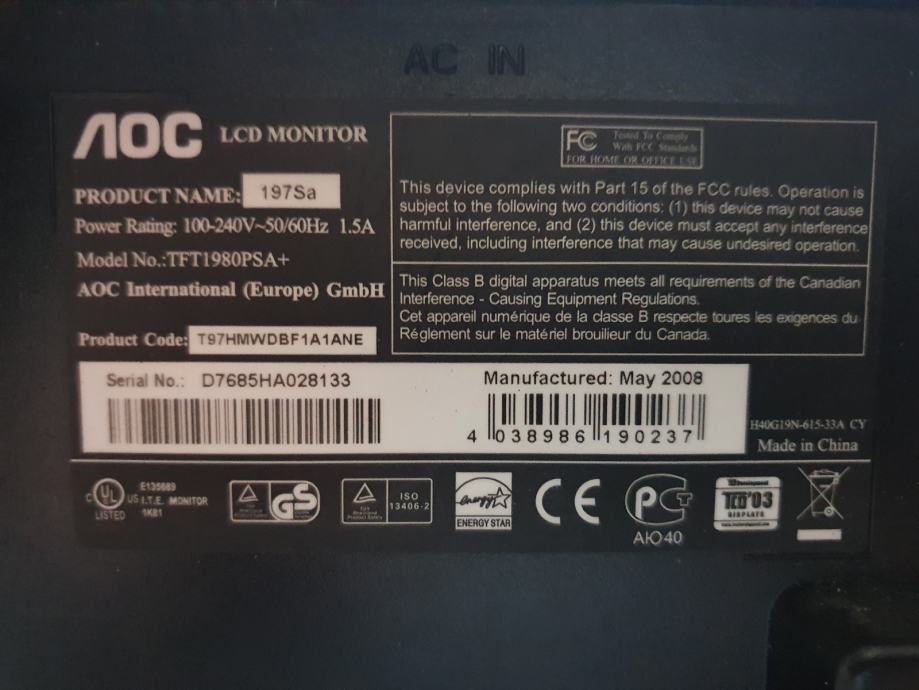 AC IN
AOC LCD MONITOR
PRODUCT NAME: 197Sa
Power Rating: 100-240V~50/60Hz 1.5A
Model No.:TFT1980PSA+
AOC International (Europe) GmbH
Product Code: T97HMWDBF1A1ANE
FC Tested To Comply
With FCC Standards
FOR HOME OR OFFICE USE
This device complies with Part 15 of the FCC rules. Operation is
subject to the following two conditions: (1) this device may not cause
harmful interference, and (2) this device must accept any interference
received, including interference that may cause undesired operation.
This Class B digital apparatus meets all requirements of the Canadian
Interference - Causing Equipment Regulations.
Cet appareil numérique de la classe B respecte toures les exigences du
Réglement sur le matériel brouilieur du Canada.
Serial No.: D7685HA028133
Manufactured: May 2008
4 038986 190237
H40G19N-615-33A CY
Made in China
C UL US
LISTED
E135689
I.T.E. MONITOR
9KB1
GS
ISO
13406-2
energy
ENERGY STAR
CE
PCT
АЮ40
TCO'03
DISPLAYS